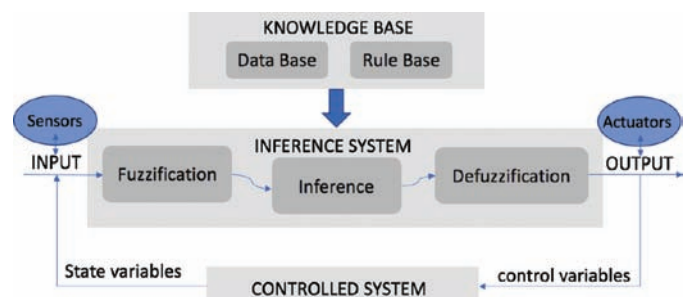 KNOWLEDGE BASE
Data Base
Rule Base
Sensors
Actuators
INPUT
INFERENCE SYSTEM
OUTPUT
Fuzzification
Inference
Defuzzification
State variables
control variables
CONTROLLED SYSTEM